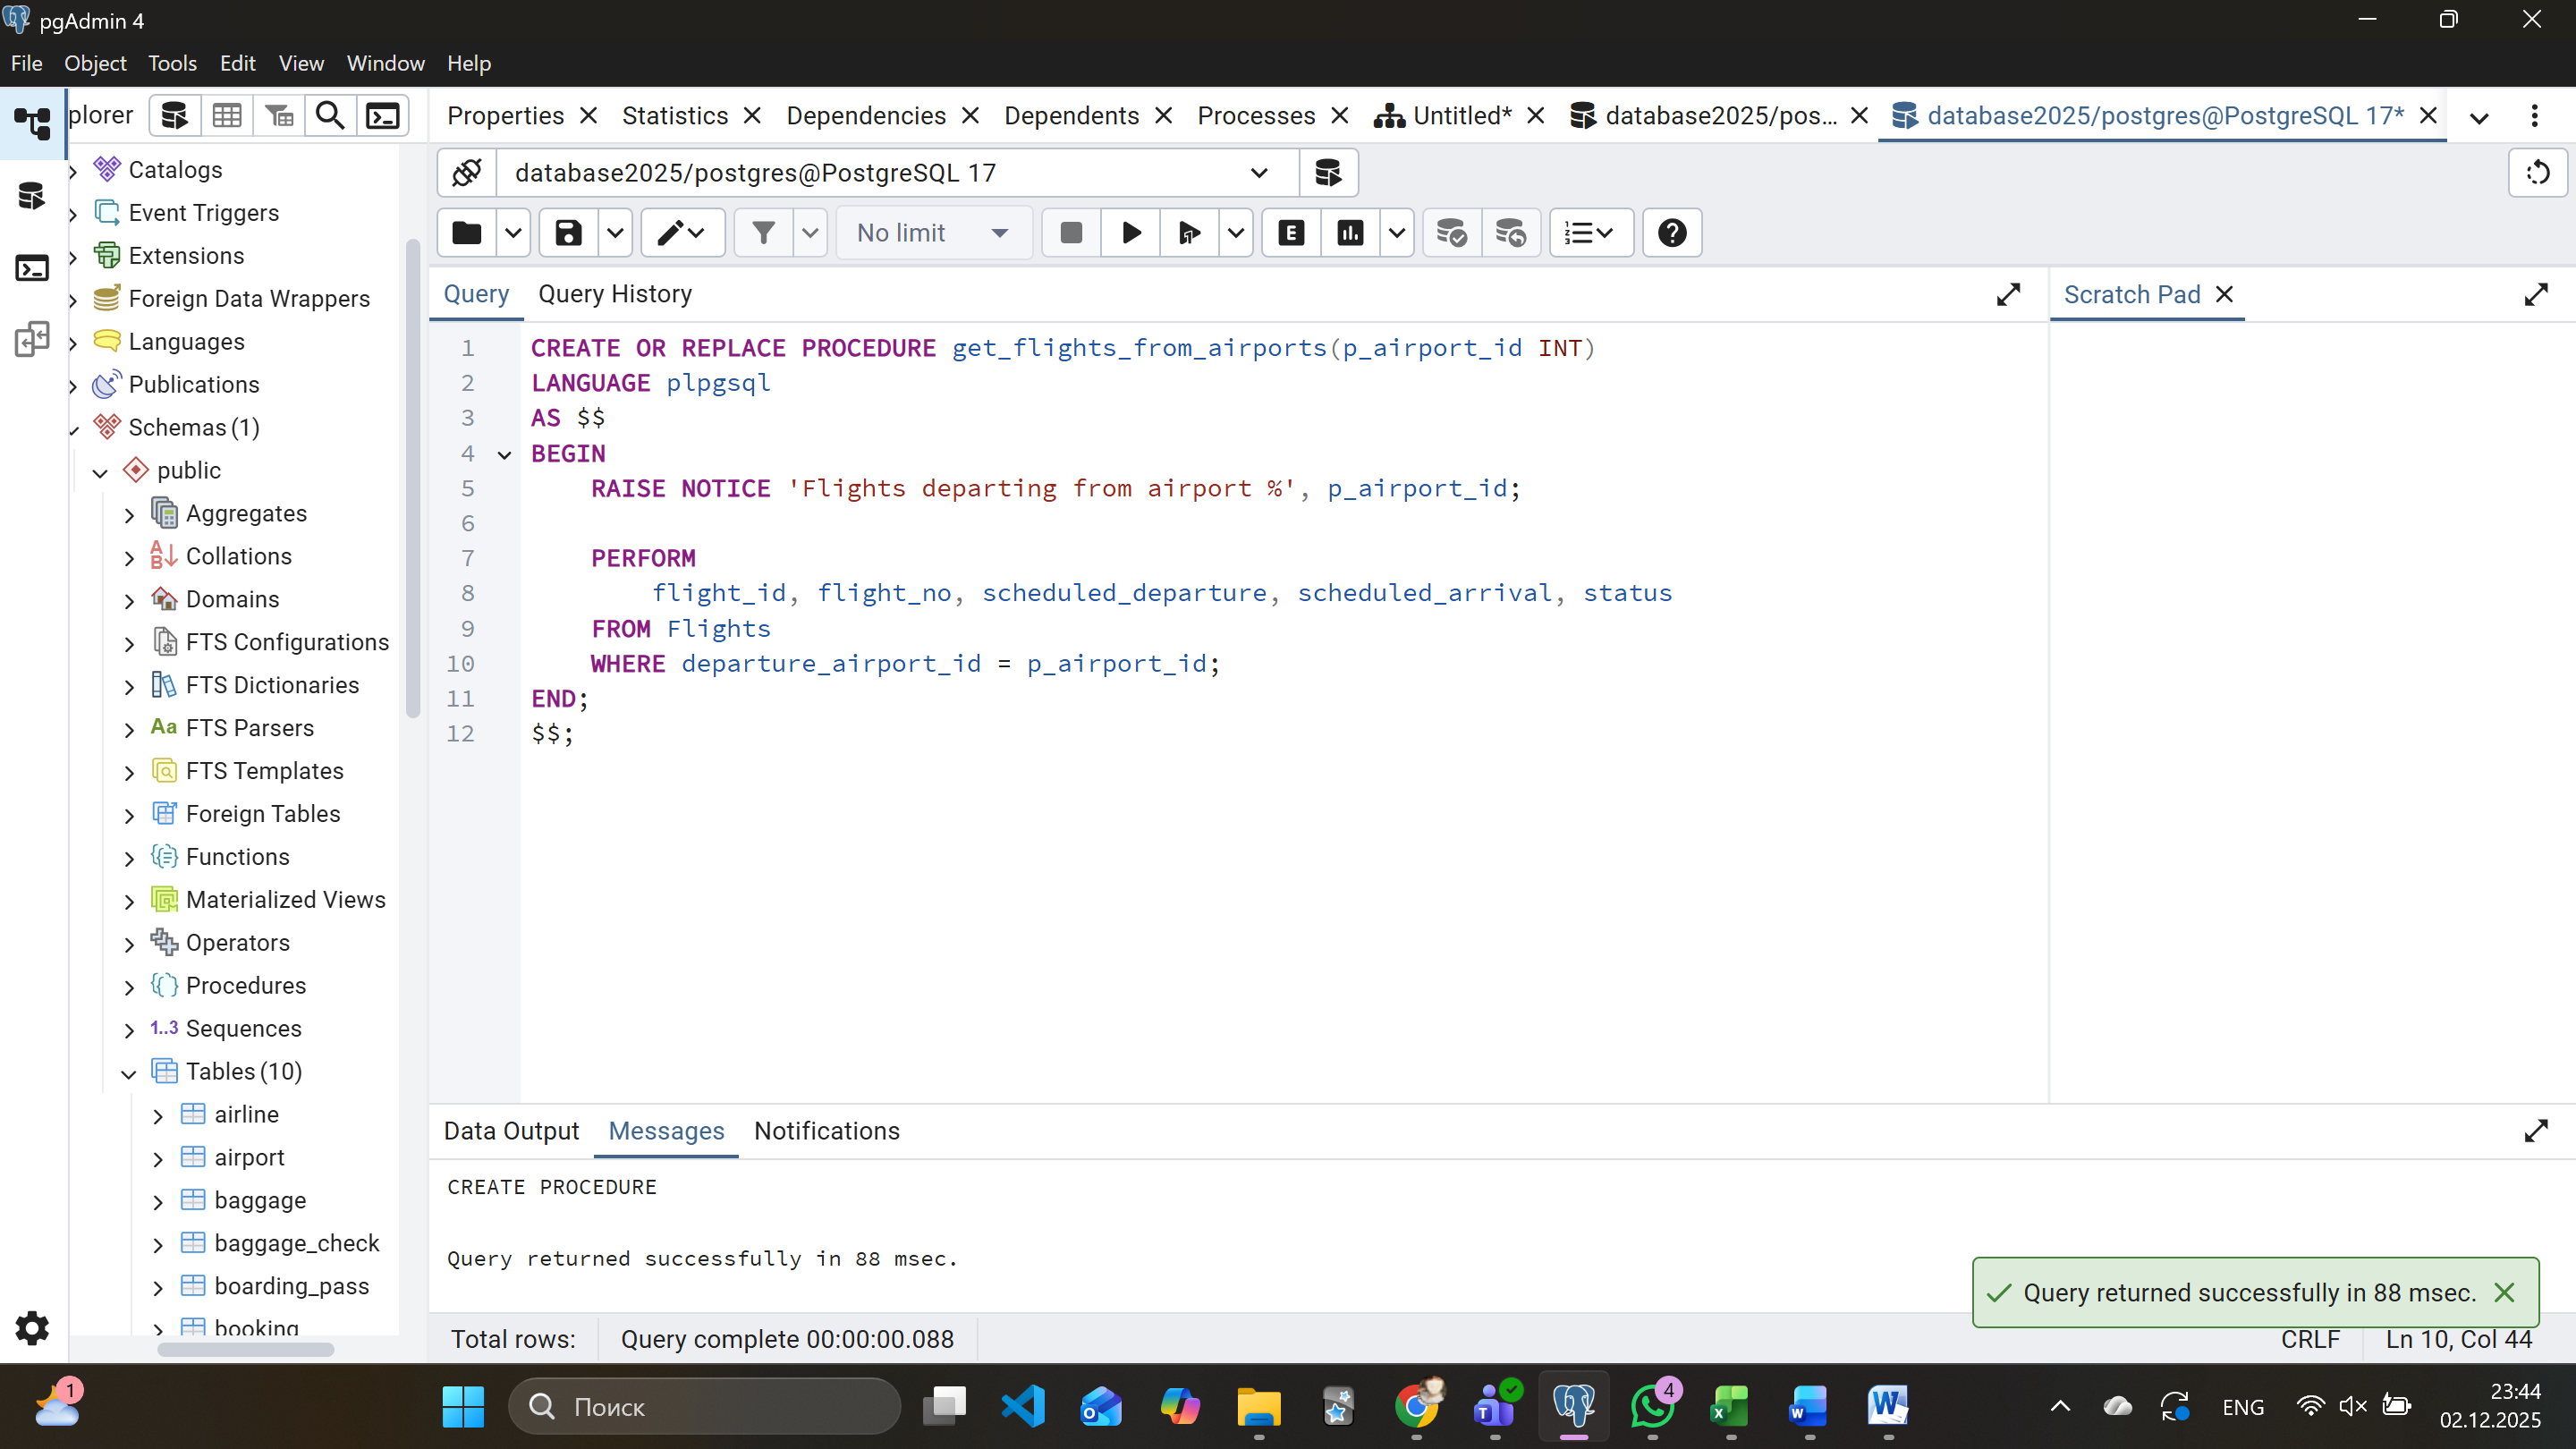 pgAdmin 4
File Object Tools Edit View Window Help
plorer
Properties Statistics Dependencies Dependents Processes Untitled* database2025/pos... database2025/postgres@PostgreSQL 17*
database2025/postgres@PostgreSQL 17
No limit
E
Query Query History
Scratch Pad
Catalogs
Event Triggers
Extensions
Foreign Data Wrappers
Languages
Publications
Schemas (1)
public
Aggregates
Collations
Domains
FTS Configurations
FTS Dictionaries
Aa FTS Parsers
FTS Templates
Foreign Tables
Functions
Materialized Views
Operators
Procedures
1..3 Sequences
Tables (10)
airline
airport
baggage
baggage_check
boarding_pass
booking
1 CREATE OR REPLACE PROCEDURE get_flights_from_airports(p_airport_id INT)
2 LANGUAGE plpgsql
3 AS $$
4 BEGIN
5 RAISE NOTICE 'Flights departing from airport %', p_airport_id;
6
7 PERFORM
8 flight_id, flight_no, scheduled_departure, scheduled_arrival, status
9 FROM Flights
10 WHERE departure_airport_id = p_airport_id;
11 END;
12 $$;
Data Output Messages Notifications
CREATE PROCEDURE
Query returned successfully in 88 msec.
Query returned successfully in 88 msec.
Total rows: Query complete 00:00:00.088
CRLF Ln 10, Col 44
1
Поиск
4
ENG
23:44
02.12.2025